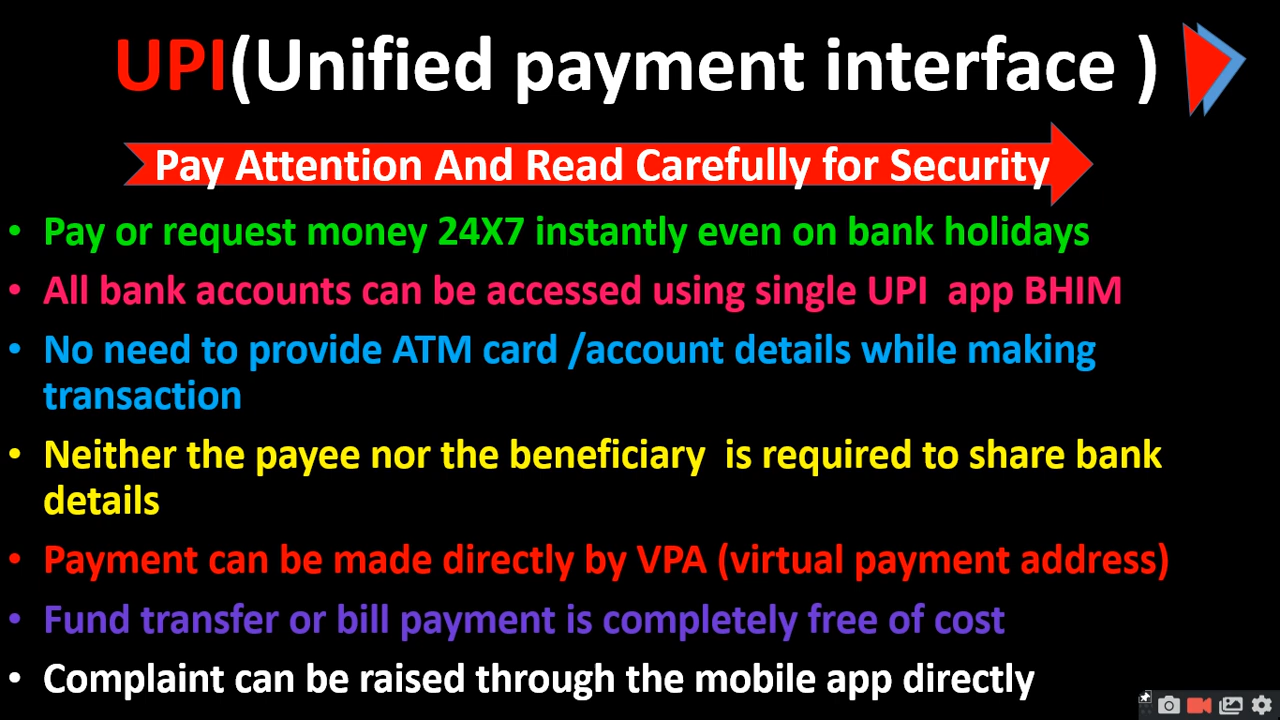 UPI(Unified payment interface )
Pay Attention And Read Carefully for Security
• Pay or request money 24X7 instantly even on bank holidays
• All bank accounts can be accessed using single UPI  app BHIM
• No need to provide ATM card /account details while making
transaction
• Neither the payee nor the beneficiary  is required to share bank
details
• Payment can be made directly by VPA (virtual payment address)
• Fund transfer or bill payment is completely free of cost
• Complaint can be raised through the mobile app directly